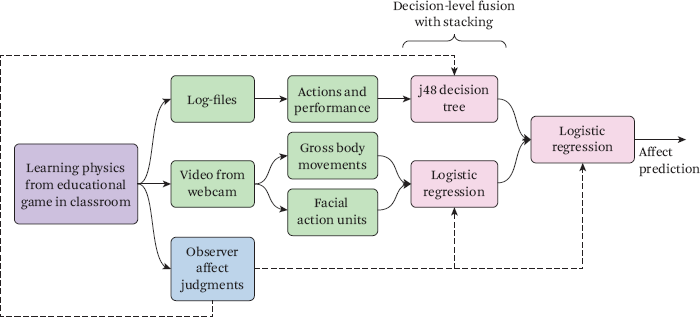 Decision-level fusion
with stacking
Log-files
Actions and
performance
j48 decision
tree
Learning physics
from educational
game in classroom
Video from
webcam
Gross body
movements
Facial
action units
Logistic
regression
Logistic
regression
Affect
prediction
Observer
affect
judgments